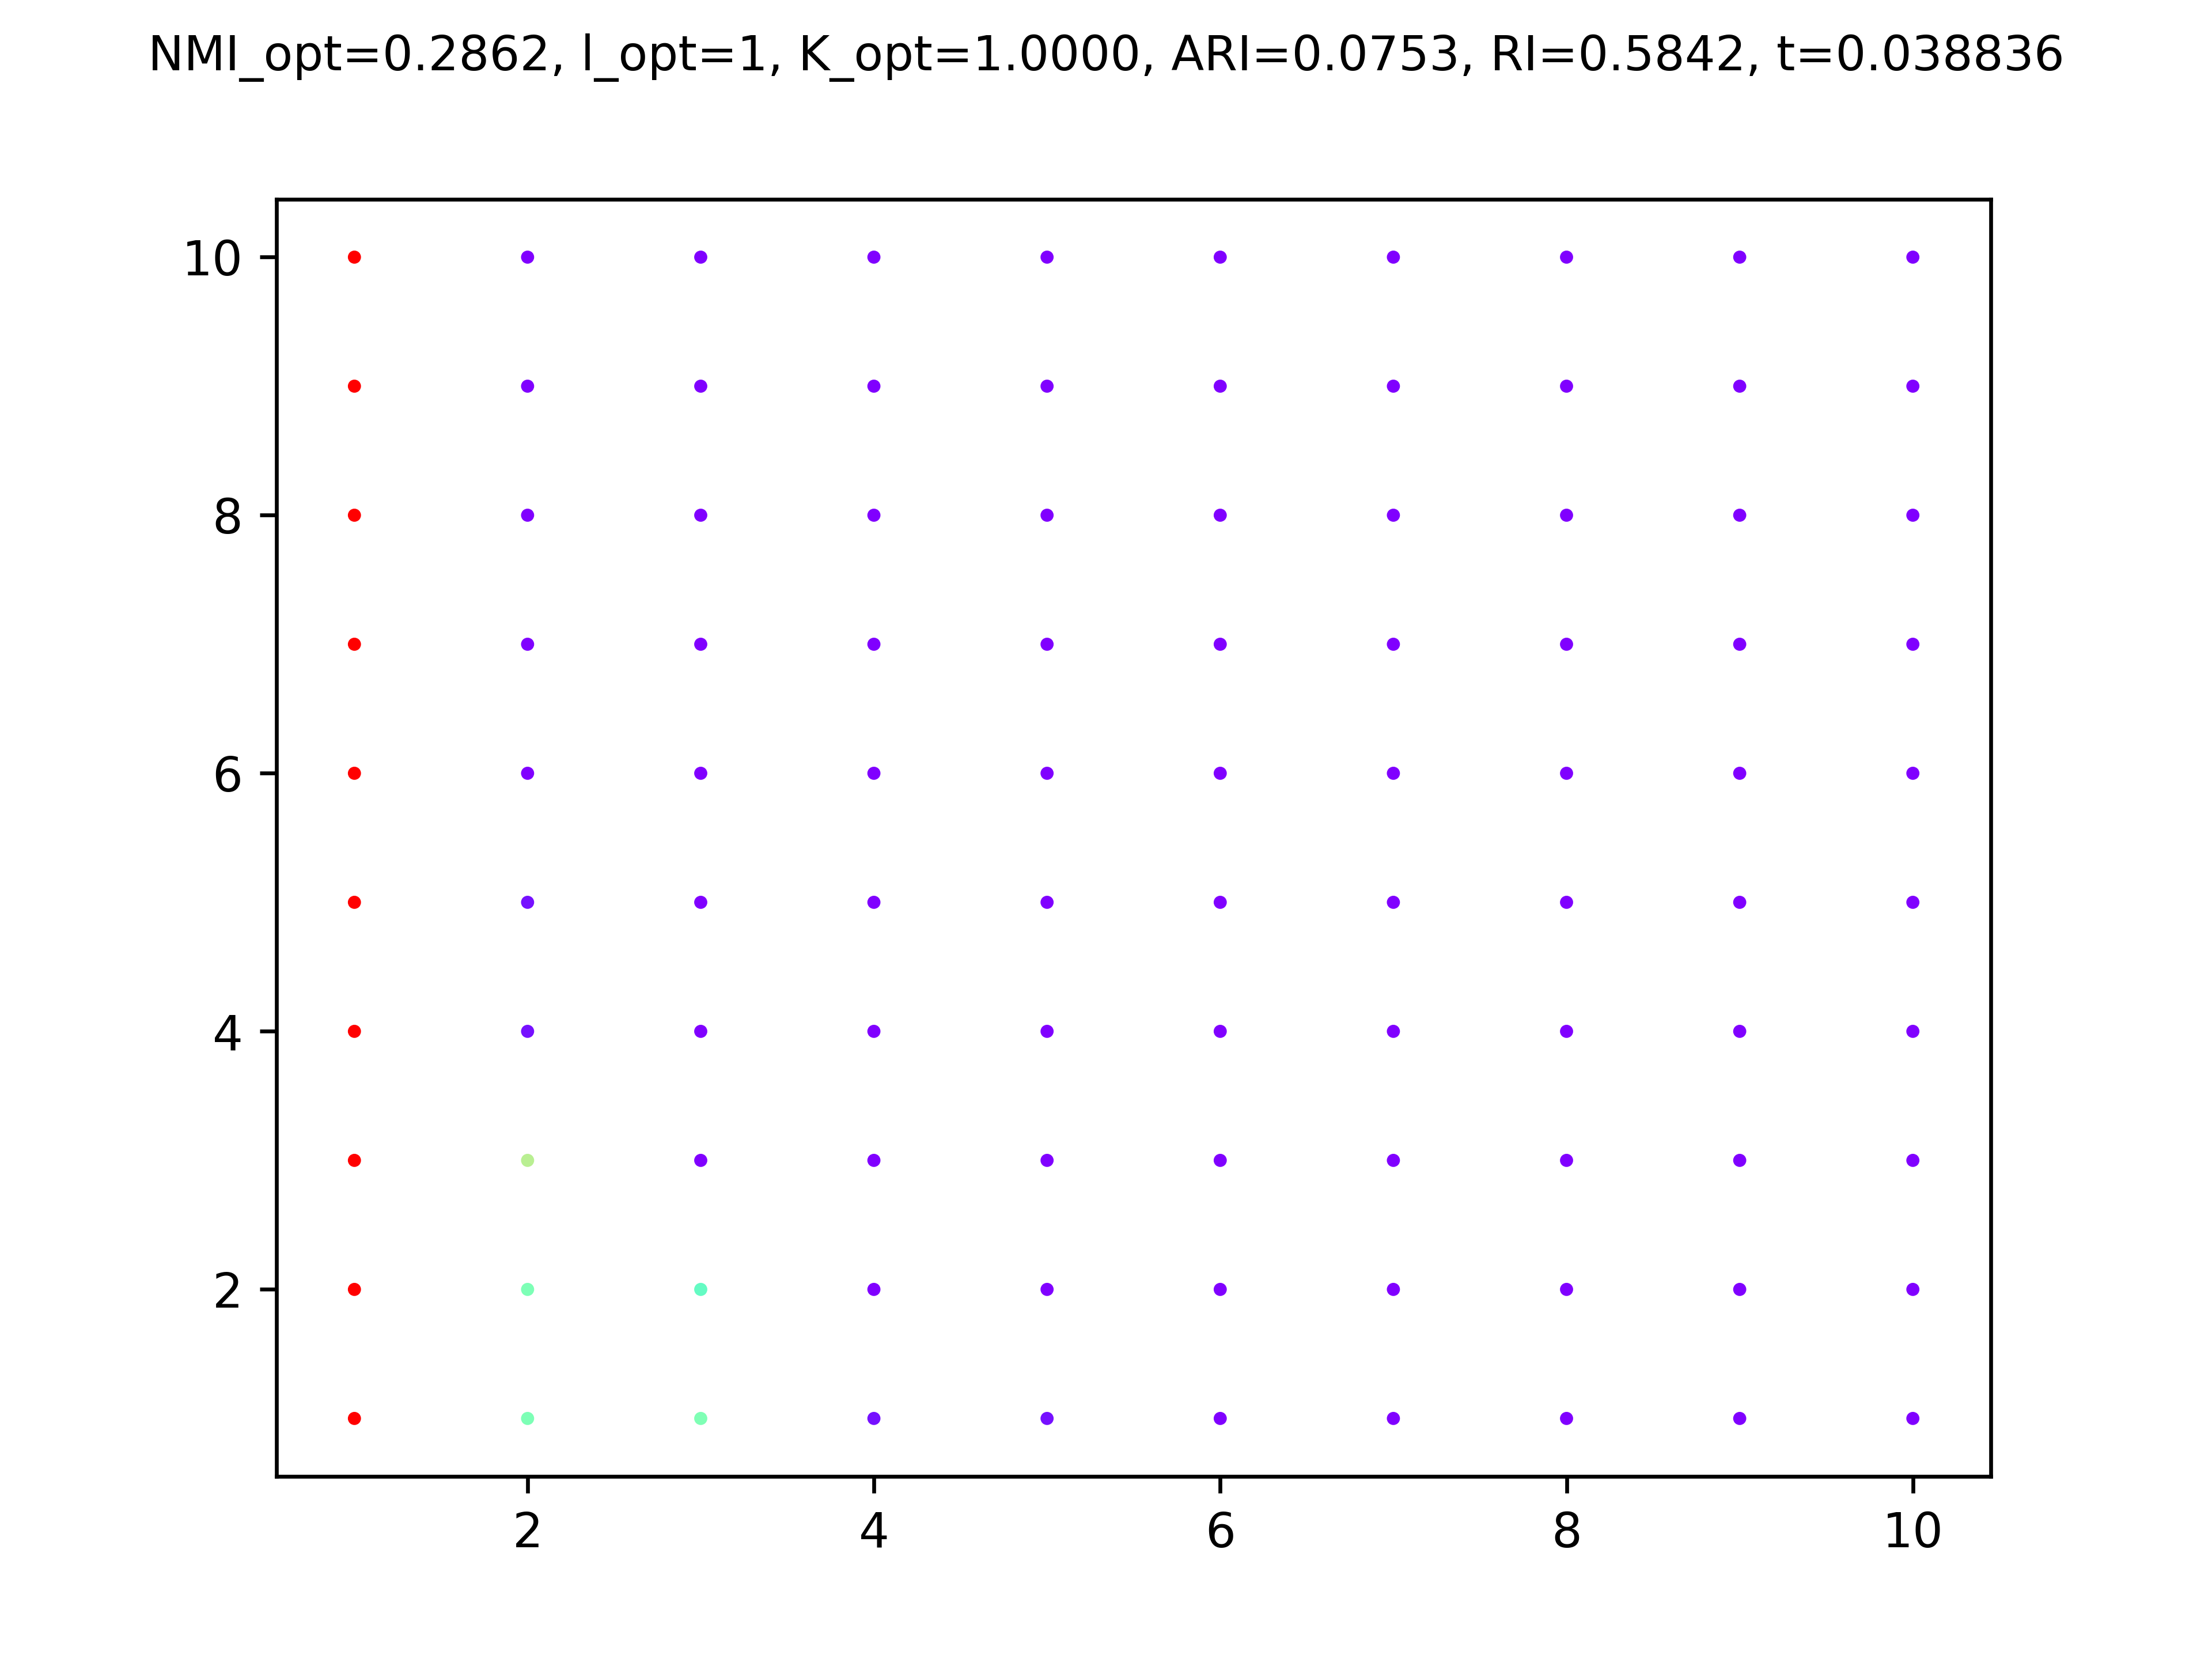 NMI_opt=0.2862, l_opt=1, K_opt=1.0000, ARI=0.0753, RI=0.5842, t=0.038836
10
8
6
4
2
2 4 6 8 10